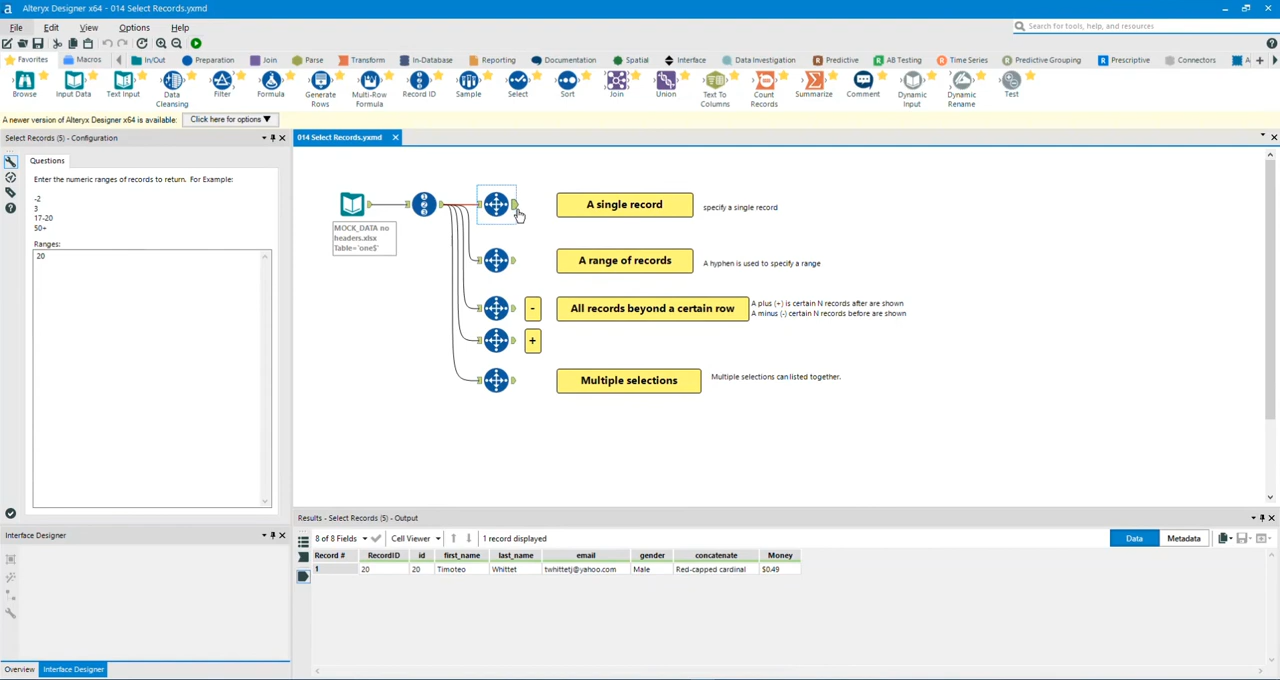 Alteryx Designer x64 - 014 Select Records.yxmd
File Edit View Options Help
Search for tools, help, and resources
Favorites Macros In/Out Preparation Join Parse Transform In-Database Reporting Documentation Spatial Interface Data Investigation Predictive AB Testing Time Series Predictive Grouping Prescriptive Connectors A
Browse Input Data Text Input Data Cleansing Filter Formula Generate Rows Multi-Row Formula Record ID Sample Select Sort Join Union Text To Columns Count Records Summarize Comment Dynamic Input Dynamic Rename Test
A newer version of Alteryx Designer x64 is available: Click here for options ▼
Select Records (5) - Configuration
014 Select Records.yxmd
Questions
Enter the numeric ranges of records to return. For Example:
-2
3
17-20
50+
Ranges:
20
1
2
3
MOCK_DATA no
headers.xlsx
Table='one$'
A single record
specify a single record
A range of records
A hyphen is used to specify a range
-
All records beyond a certain row
A plus (+) is certain N records after are shown
A minus (-) certain N records before are shown
+
Multiple selections
Multiple selections can listed together.
Results - Select Records (5) - Output
8 of 8 Fields Cell Viewer 1 record displayed Data Metadata
Record # RecordID id first_name last_name email gender concatenate Money
1 20 20 Timoteo Whittet twhittetj@yahoo.com Male Red-capped cardinal $0.49
Interface Designer
Overview Interface Designer